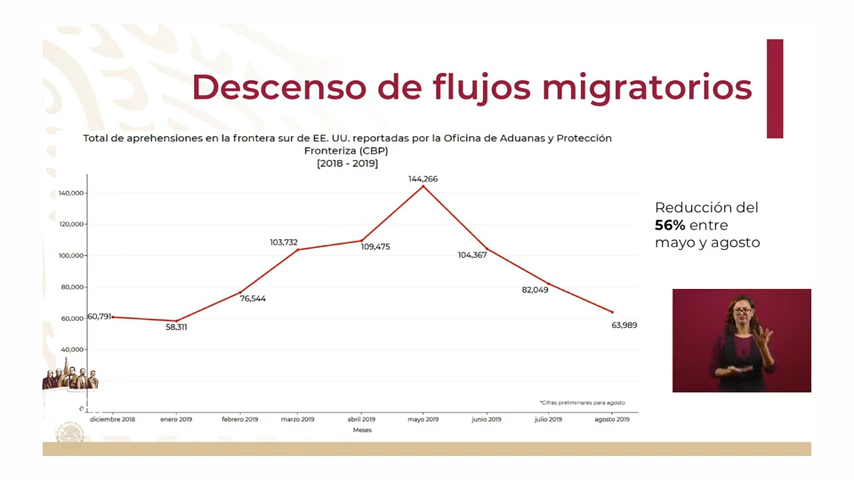 Descenso de flujos migratorios
Total de aprehensiones en la frontera sur de EE. UU. reportadas por la Oficina de Aduanas y Protección
Fronteriza (CBP)
[2018 - 2019]
144,266
140,000
120,000
103,732
109,475
100,000
104,367
80,000
76,544
82,049
60,000
60,791
58,311
63,989
40,000
0
*Cifras preliminares para agosto
diciembre 2018
enero 2019
febrero 2019
marzo 2019
abril 2019
mayo 2019
junio 2019
julio 2019
agosto 2019
Meses
Reducción del
56% entre
mayo y agosto